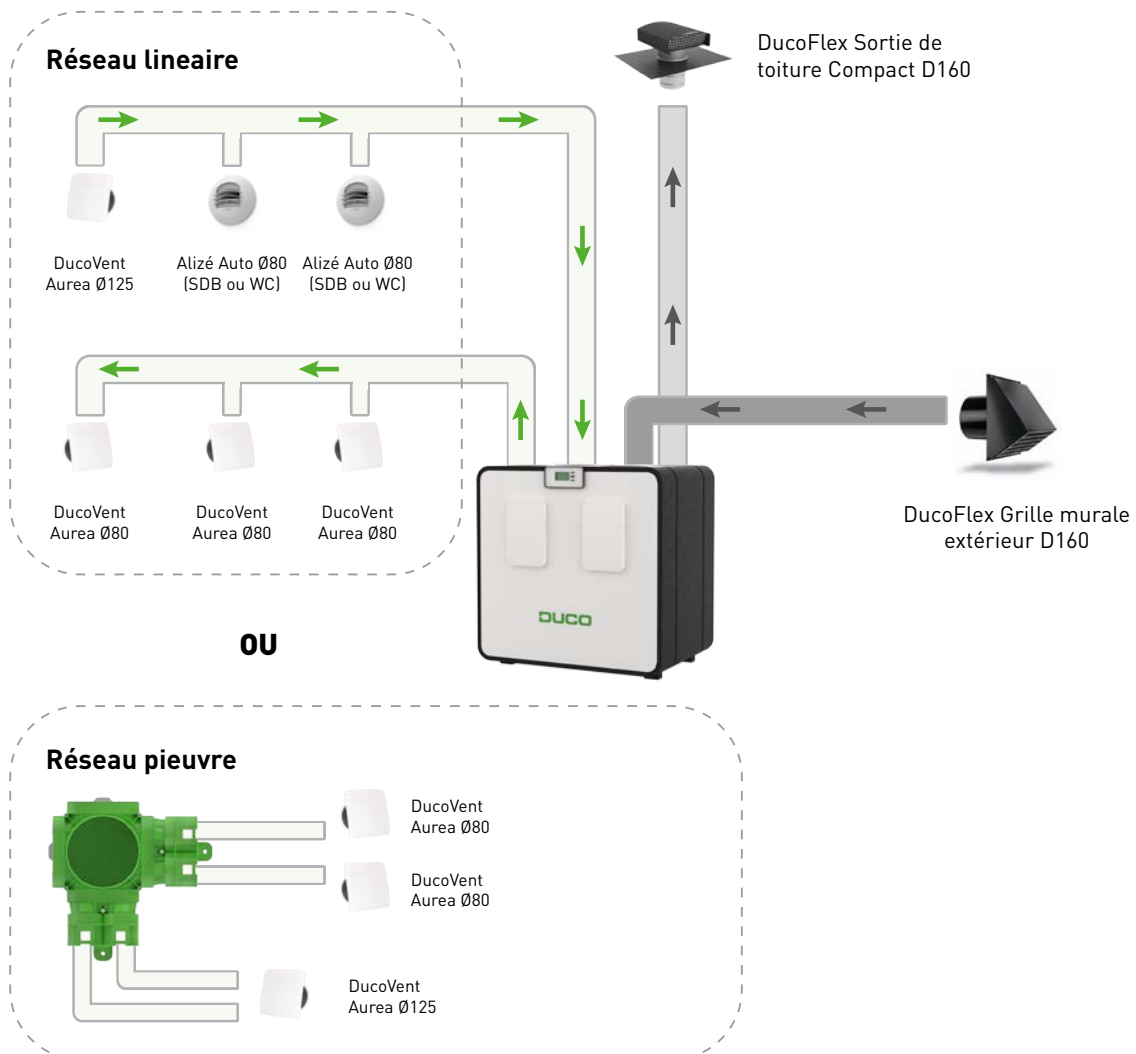 Réseau lineaire
DucoFlex Sortie de
toiture Compact D160
DucoVent
Aurea Ø125
Alizé Auto Ø80
(SDB ou WC)
Alizé Auto Ø80
(SDB ou WC)
DucoVent
Aurea Ø80
DucoVent
Aurea Ø80
DucoVent
Aurea Ø80
DucoFlex Grille murale
extérieur D160
DUCO
OU
Réseau pieuvre
DucoVent
Aurea Ø80
DucoVent
Aurea Ø80
DucoVent
Aurea Ø125